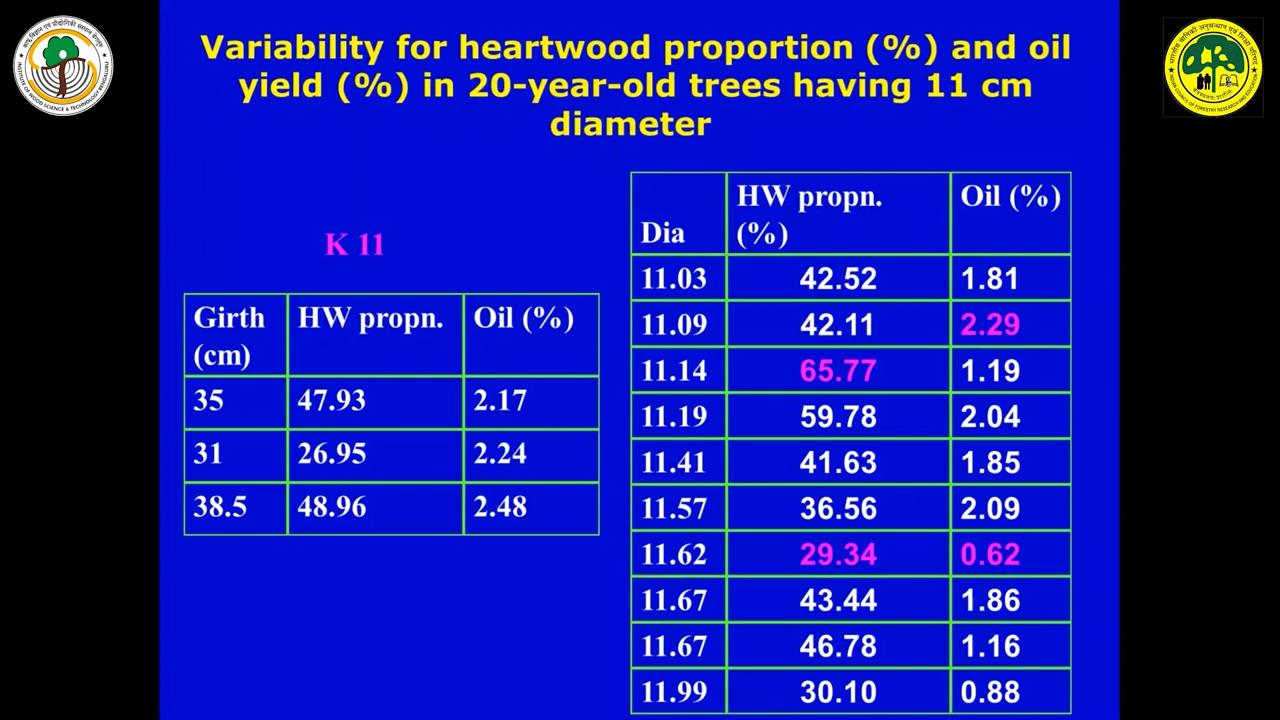 Variability for heartwood proportion (%) and oil
yield (%) in 20-year-old trees having 11 cm
diameter
K 11
Girth (cm) HW propn. Oil (%)
35 47.93 2.17
31 26.95 2.24
38.5 48.96 2.48
Dia HW propn. (%) Oil (%)
11.03 42.52 1.81
11.09 42.11 2.29
11.14 65.77 1.19
11.19 59.78 2.04
11.41 41.63 1.85
11.57 36.56 2.09
11.62 29.34 0.62
11.67 43.44 1.86
11.67 46.78 1.16
11.99 30.10 0.88